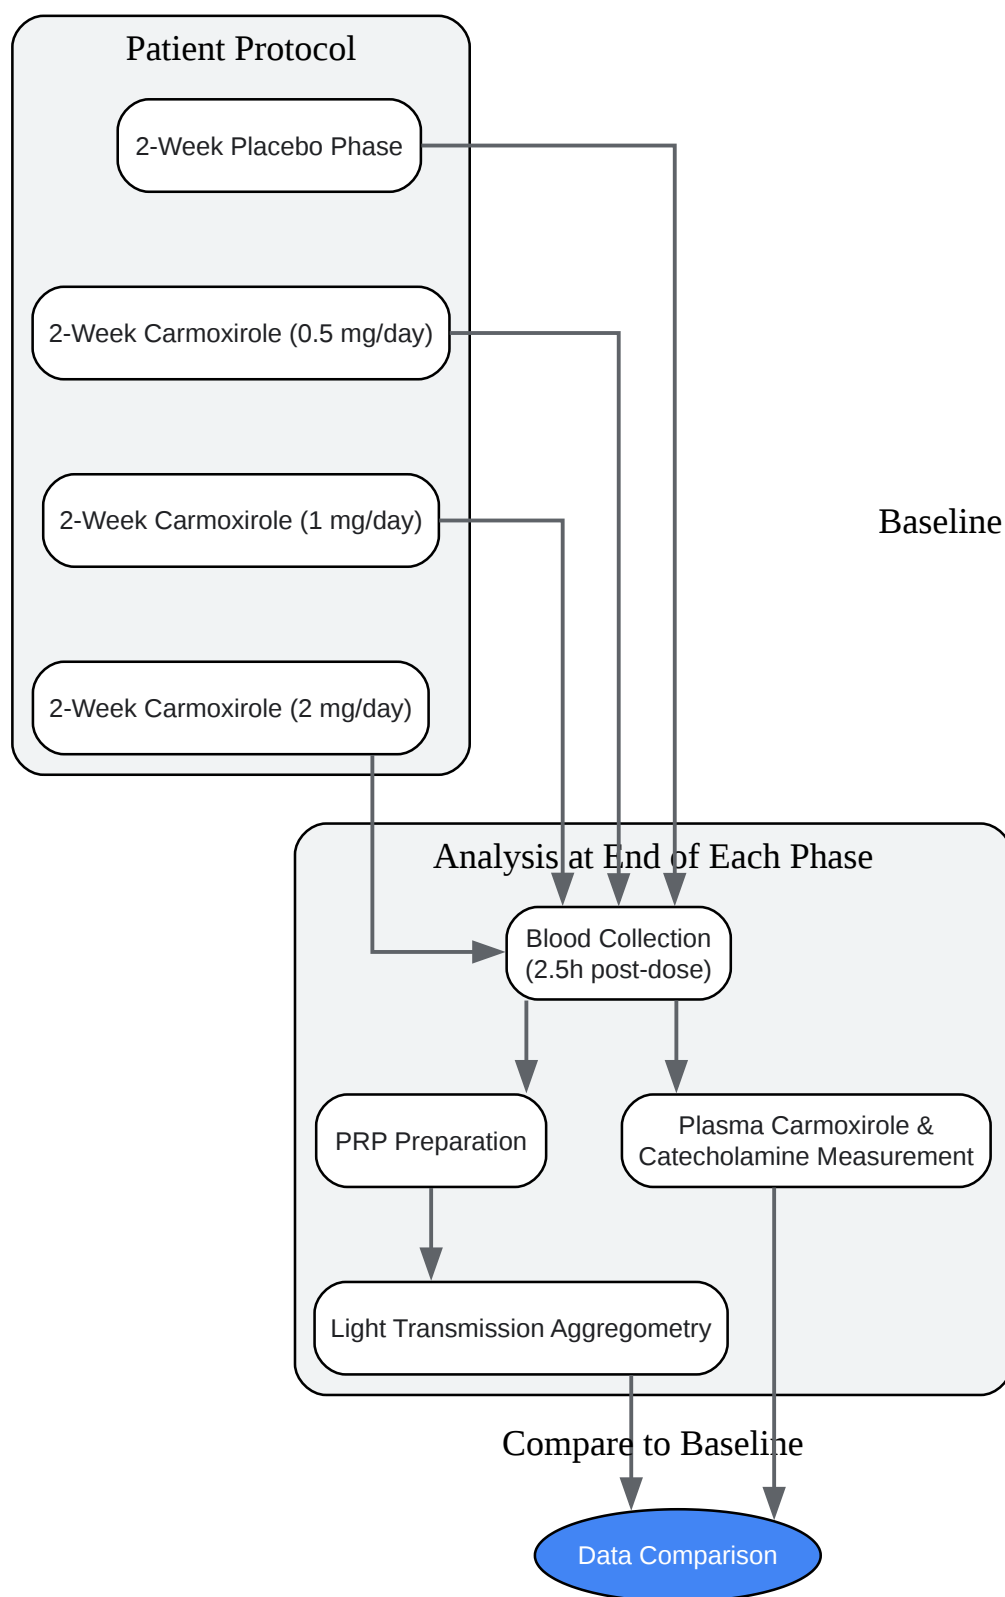 Patient Protocol
2-Week Placebo Phase
2-Week Carmoxirole (0.5 mg/day)
2-Week Carmoxirole (1 mg/day)
Baseline
2-Week Carmoxirole (2 mg/day)
Analysis at End of Each Phase
Blood Collection
(2.5h post-dose)
PRP Preparation
Plasma Carmoxirole &
Catecholamine Measurement
Light Transmission Aggregometry
Compare to Baseline
Data Comparison